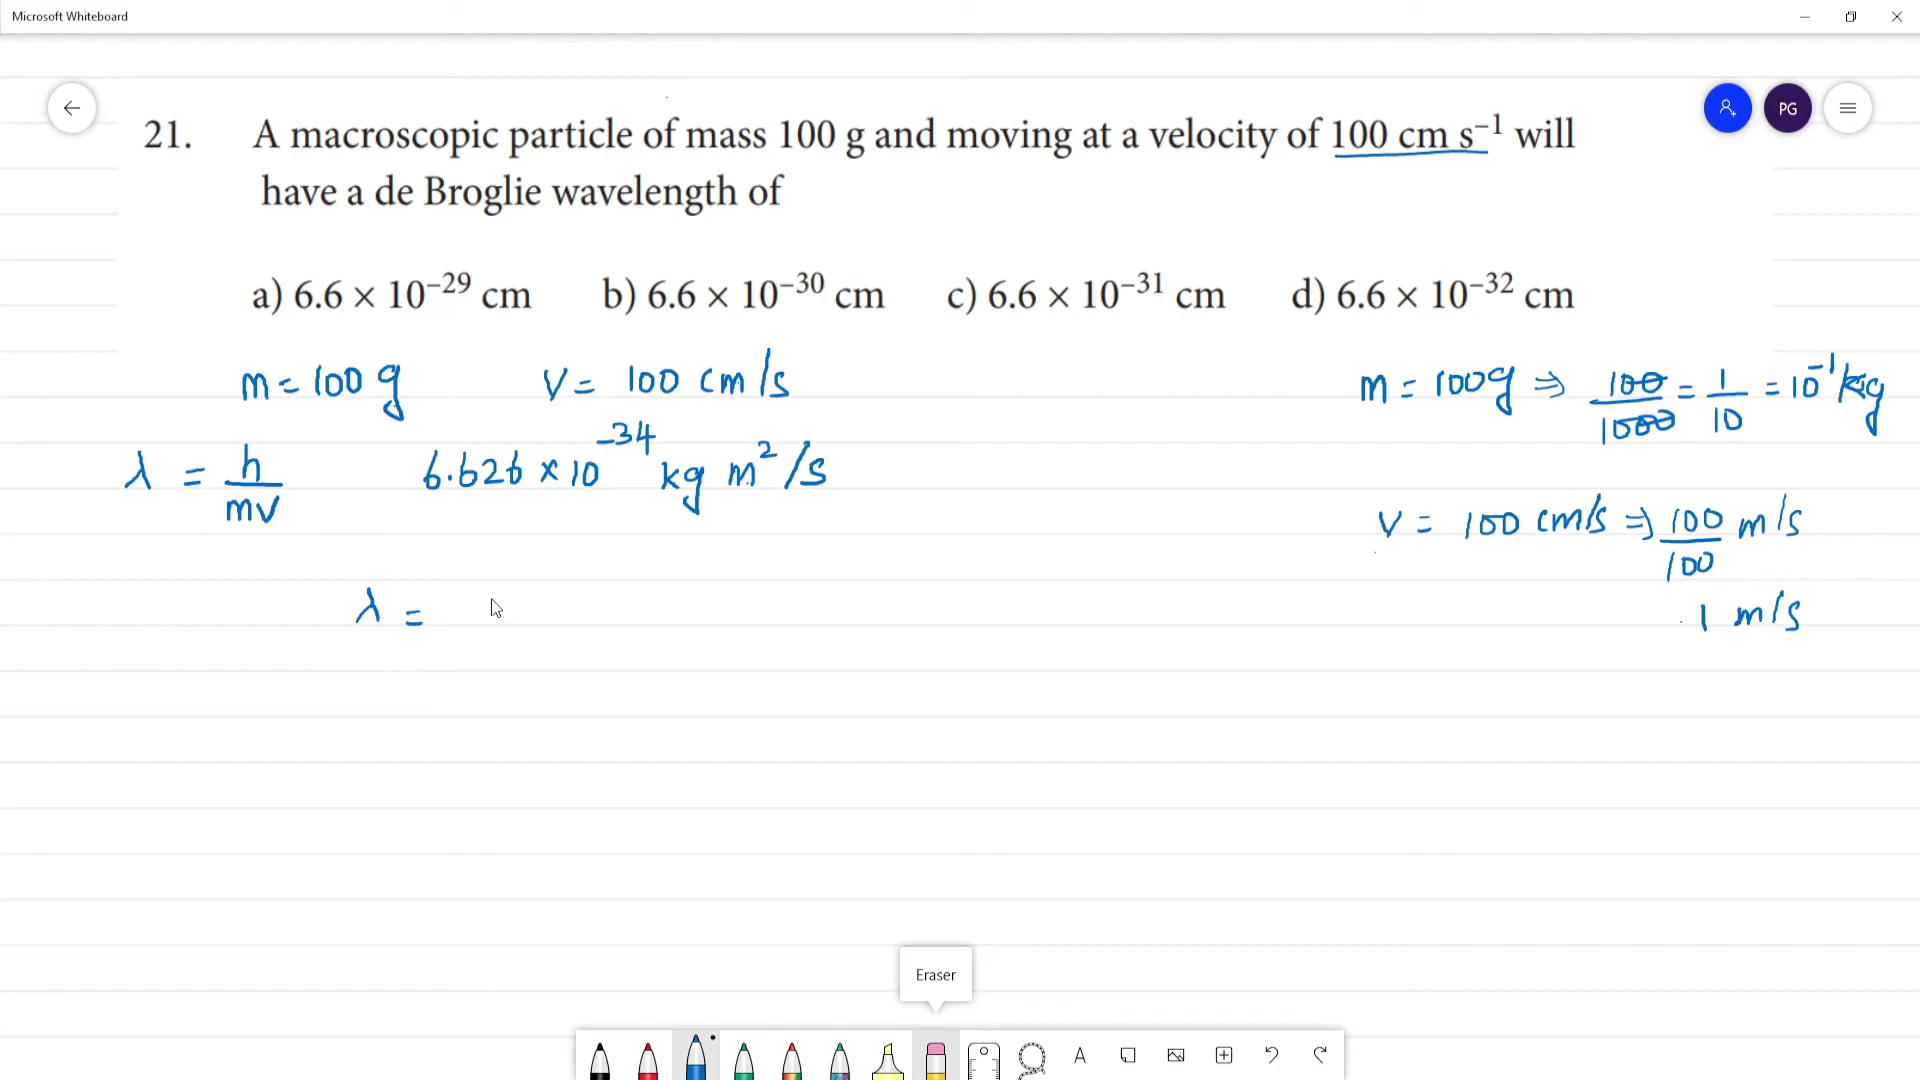 Microsoft Whiteboard
PG
21. A macroscopic particle of mass 100 g and moving at a velocity of 100 cm s⁻¹ will
have a de Broglie wavelength of
a) 6.6 × 10⁻²⁹ cm b) 6.6 × 10⁻³⁰ cm c) 6.6 × 10⁻³¹ cm d) 6.6 × 10⁻³² cm
m = 100 g v = 100 cm/s m = 100g ⇒ 100/1000 = 1/10 = 10⁻¹ kg
λ = h/mv 6.626 × 10⁻³⁴ kg m²/s
v = 100 cm/s ⇒ 100/100 m/s
λ = 1 m/s
Eraser
A